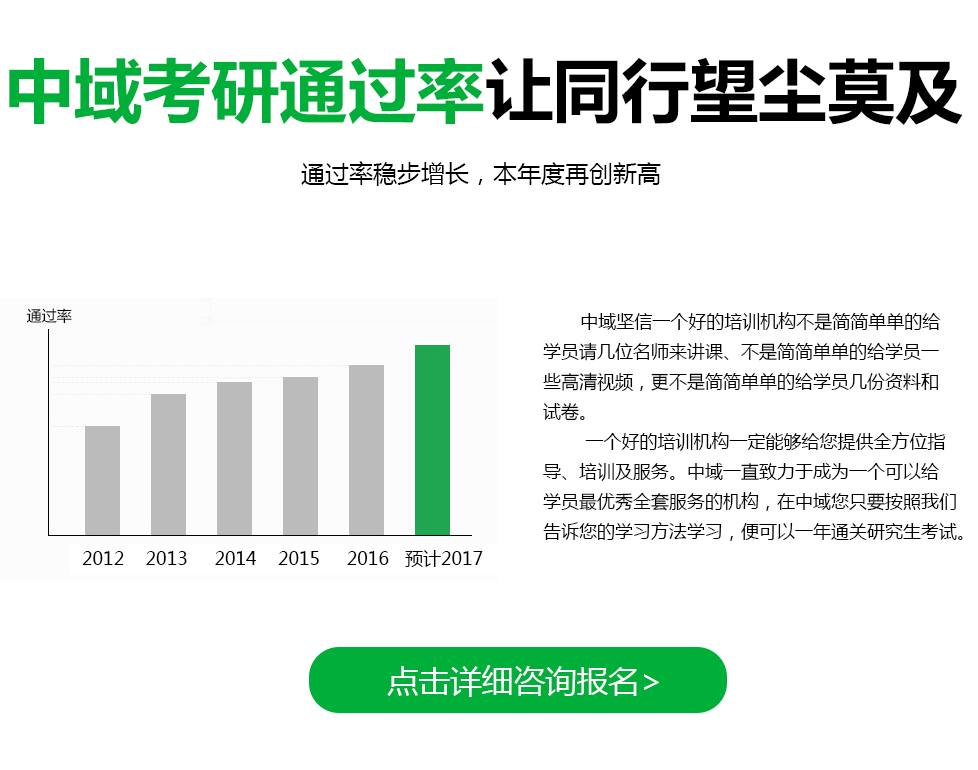 中域考研通过率让同行望尘莫及
通过率稳步增长，本年度再创新高
通过率
2012 2013 2014 2015 2016 预计2017
中域坚信一个好的培训机构不是简简单单的给
学员请几位名师来讲课、不是简简单单的给学员一
些高清视频，更不是简简单单的给学员几份资料和
试卷。
一个好的培训机构一定能够给您提供全方位指
导、培训及服务。中域一直致力于成为一个可以给
学员最优秀全套服务的机构，在中域您只要按照我们
告诉您的学习方法学习，便可以一年通关研究生考试。
点击详细咨询报名>